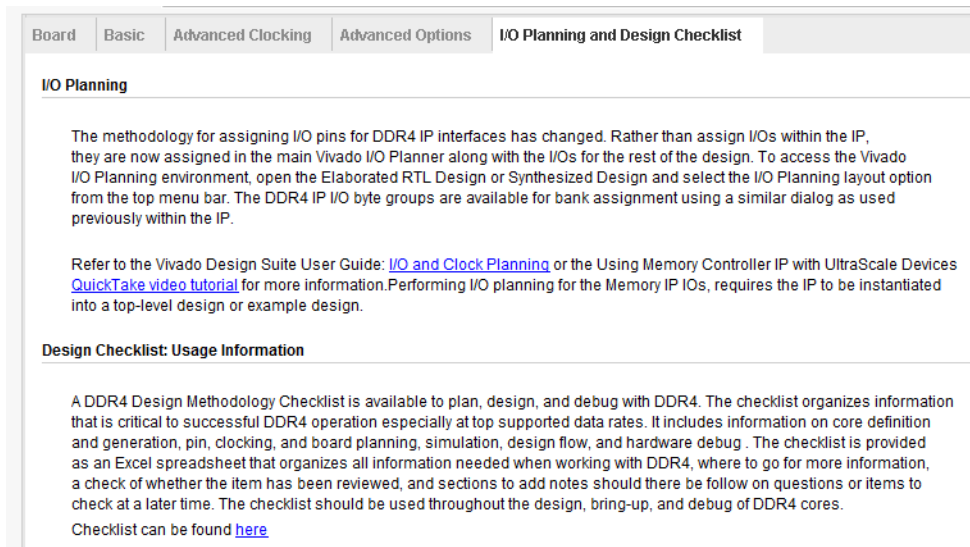 Board Basic Advanced Clocking Advanced Options I/O Planning and Design Checklist
I/O Planning
The methodology for assigning I/O pins for DDR4 IP interfaces has changed. Rather than assign I/Os within the IP,
they are now assigned in the main Vivado I/O Planner along with the I/Os for the rest of the design. To access the Vivado
I/O Planning environment, open the Elaborated RTL Design or Synthesized Design and select the I/O Planning layout option
from the top menu bar. The DDR4 IP I/O byte groups are available for bank assignment using a similar dialog as used
previously within the IP.
Refer to the Vivado Design Suite User Guide: I/O and Clock Planning or the Using Memory Controller IP with UltraScale Devices
QuickTake video tutorial for more information.Performing I/O planning for the Memory IP IOs, requires the IP to be instantiated
into a top-level design or example design.
Design Checklist: Usage Information
A DDR4 Design Methodology Checklist is available to plan, design, and debug with DDR4. The checklist organizes information
that is critical to successful DDR4 operation especially at top supported data rates. It includes information on core definition
and generation, pin, clocking, and board planning, simulation, design flow, and hardware debug . The checklist is provided
as an Excel spreadsheet that organizes all information needed when working with DDR4, where to go for more information,
a check of whether the item has been reviewed, and sections to add notes should there be follow on questions or items to
check at a later time. The checklist should be used throughout the design, bring-up, and debug of DDR4 cores.
Checklist can be found here